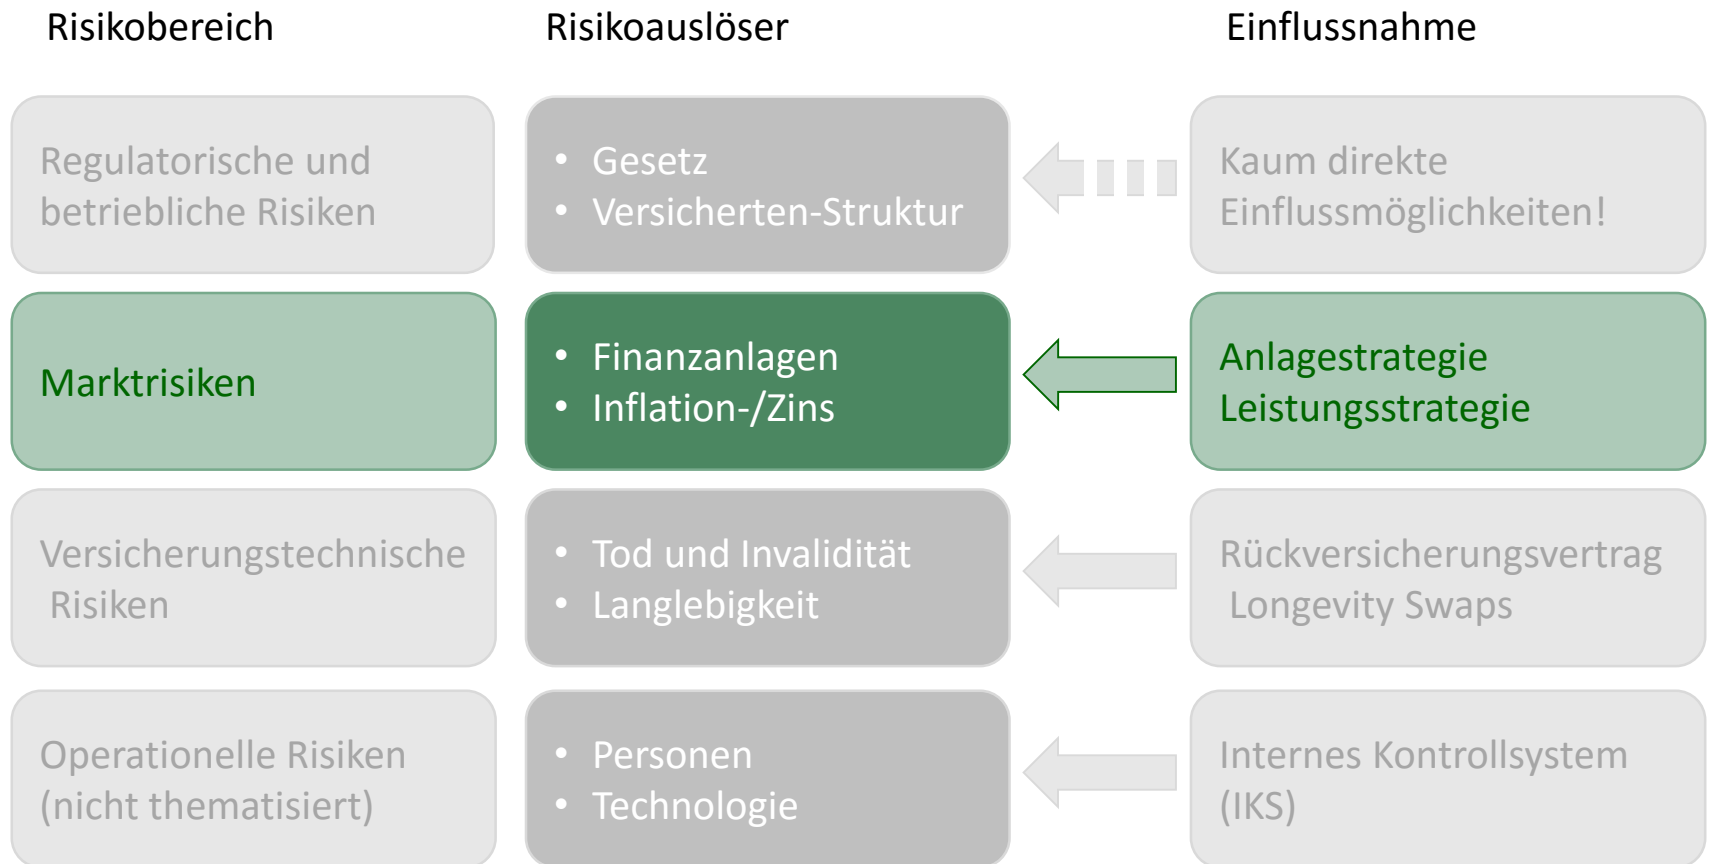 Risikobereich
Risikoauslöser
Einflussnahme
Regulatorische und
betriebliche Risiken
• Gesetz
• Versicherten-Struktur
Kaum direkte
Einflussmöglichkeiten!
Marktrisiken
• Finanzanlagen
• Inflation-/Zins
Anlagestrategie
Leistungsstrategie
Versicherungstechnische
Risiken
• Tod und Invalidität
• Langlebigkeit
Rückversicherungsvertrag
Longevity Swaps
Operationelle Risiken
(nicht thematisiert)
• Personen
• Technologie
Internes Kontrollsystem
(IKS)